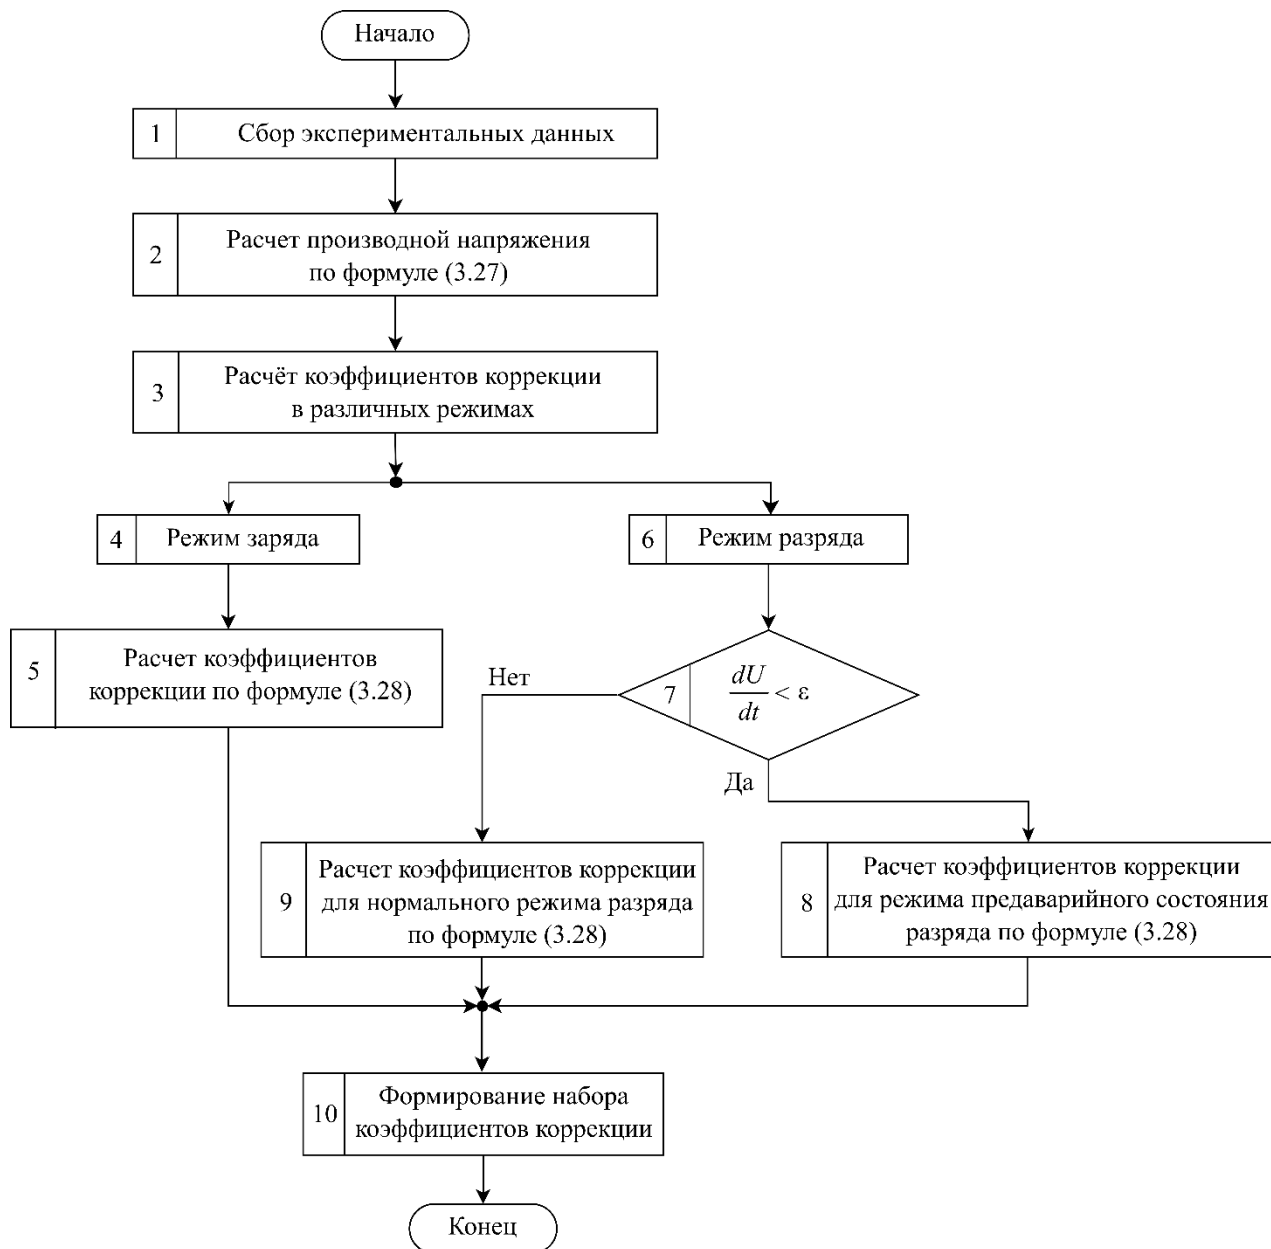 Начало
1
Сбор экспериментальных данных
2
Расчет производной напряжения
по формуле (3.27)
3
Расчёт коэффициентов коррекции
в различных режимах
4
Режим заряда
6
Режим разряда
5
Расчет коэффициентов
коррекции по формуле (3.28)
Нет
7
dU/dt < ε
Да
9
Расчет коэффициентов коррекции
для нормального режима разряда
по формуле (3.28)
8
Расчет коэффициентов коррекции
для режима предаварийного состояния
разряда по формуле (3.28)
10
Формирование набора
коэффициентов коррекции
Конец